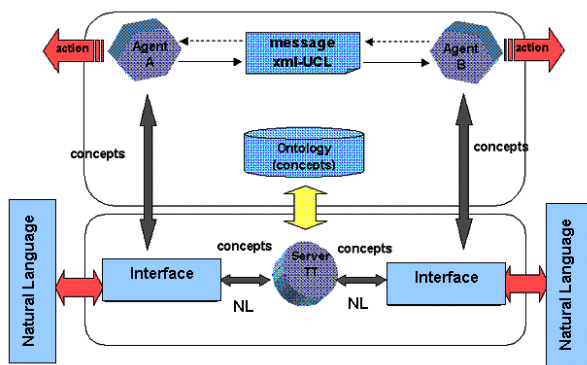 action
Agent
A
message
xml-UCL
Agent
B
action
concepts
concepts
Ontology
(concepts)
Natural Language
Interface
concepts
NL
Server
TT
concepts
NL
Interface
Natural Language